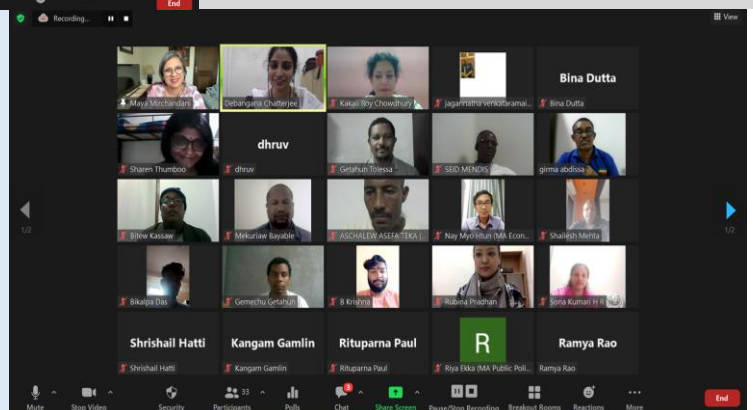 End
Recording...
View
Maya Mirchandani
Debangana Chatterjee
Kakali Roy Chowdhury
jagannatha venkataramai...
Bina Dutta
Bina Dutta
Sharen Thumboo
dhruv
dhruv
Getahun Tolessa
SEID MENDIS
girma abdissa
Bitew Kassaw
Mekuriaw Bayable
ASCHALEW ASEFA TEKA (...
Nay Myo Htun (MA Econ...
Shailesh Mehta
Bikalpa Das
Gemechu Getahun
B Krishna
Rubina Pradhan
Sona Kumari H R
Shrishail Hatti
Shrishail Hatti
Kangam Gamlin
Kangam Gamlin
Rituparna Paul
Rituparna Paul
R
Riya Ekka (MA Public Poli...
Ramya Rao
Ramya Rao
1/2
1/2
Mute
Stop Video
Security
33
Participants
Polls
3
Chat
Share Screen
Pause/Stop Recording
Breakout Rooms
Reactions
More
End